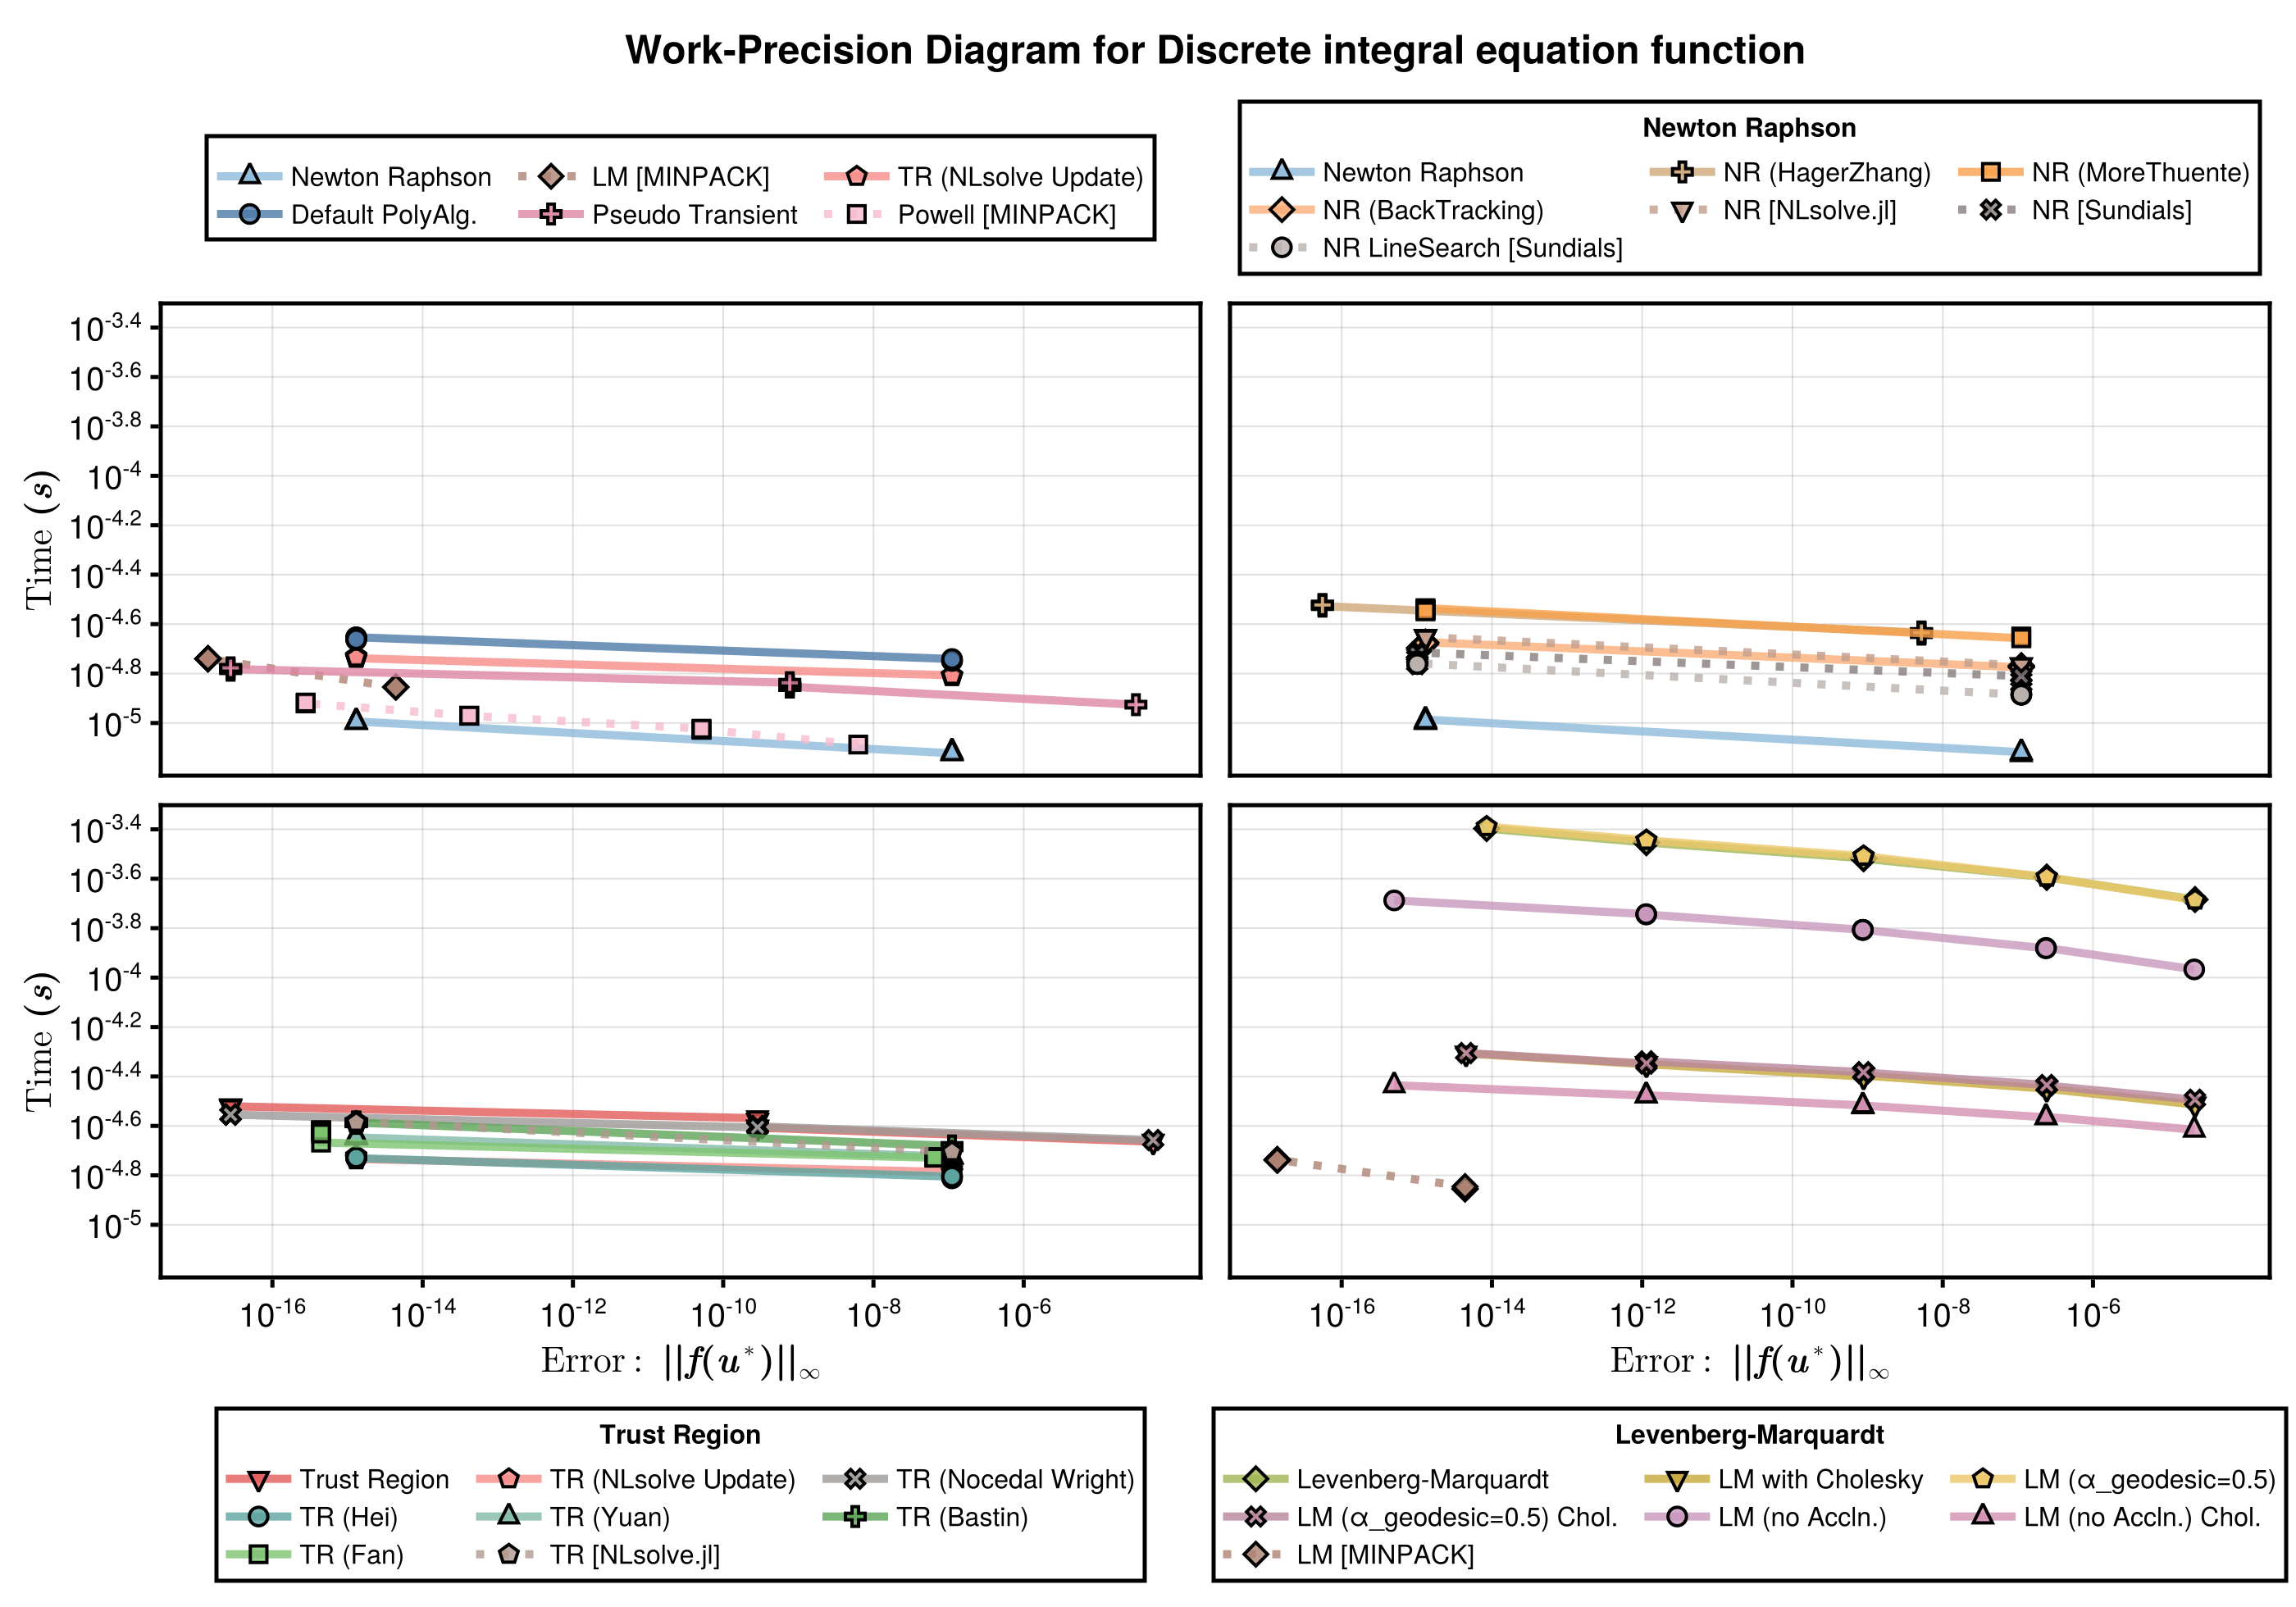 Work-Precision Diagram for Discrete integral equation function
Newton Raphson LM [MINPACK] TR (NLsolve Update)
Default PolyAlg. Pseudo Transient Powell [MINPACK]
Newton Raphson
Newton Raphson NR (HagerZhang) NR (MoreThuente)
NR (BackTracking) NR [NLsolve.jl] NR [Sundials]
NR LineSearch [Sundials]
Time (s)
10^-3.4
10^-3.6
10^-3.8
10^-4
10^-4.2
10^-4.4
10^-4.6
10^-4.8
10^-5
Time (s)
10^-3.4
10^-3.6
10^-3.8
10^-4
10^-4.2
10^-4.4
10^-4.6
10^-4.8
10^-5
10^-16 10^-14 10^-12 10^-10 10^-8 10^-6
Error: ||f(u*)||∞
10^-16 10^-14 10^-12 10^-10 10^-8 10^-6
Error: ||f(u*)||∞
Trust Region
Trust Region TR (NLsolve Update) TR (Nocedal Wright)
TR (Hei) TR (Yuan) TR (Bastin)
TR (Fan) TR [NLsolve.jl]
Levenberg-Marquardt
Levenberg-Marquardt LM with Cholesky LM (α_geodesic=0.5)
LM (α_geodesic=0.5) Chol. LM (no Accln.) LM (no Accln.) Chol.
LM [MINPACK]